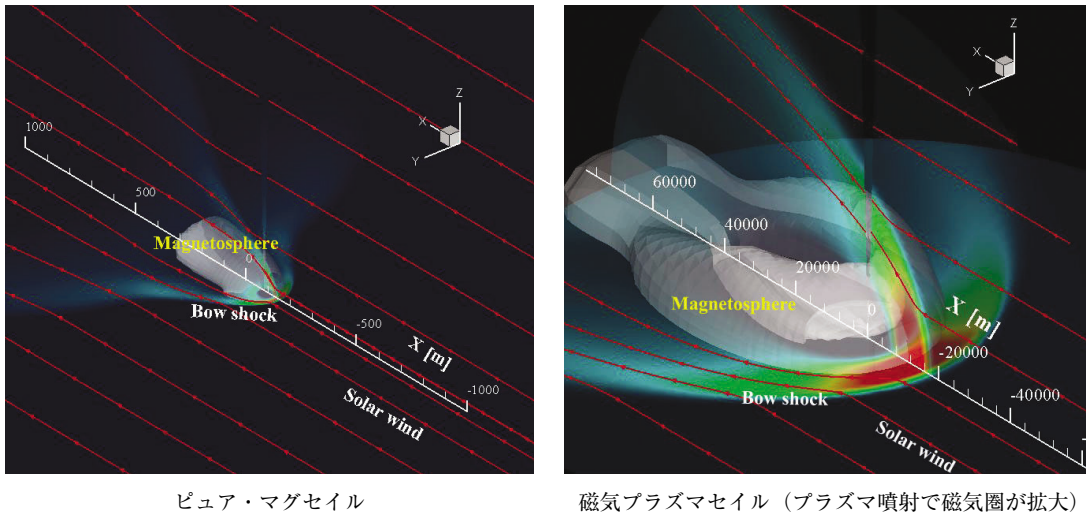 Z
X
Y
1000
500
Magnetosphere
0
Bow shock
-500
X [m]
-1000
Solar wind
ピュア・マグセイル
Z
X
Y
60000
40000
20000
Magnetosphere
0
X [m]
-20000
Bow shock
-40000
Solar wind
磁気プラズマセイル（プラズマ噴射で磁気圏が拡大）